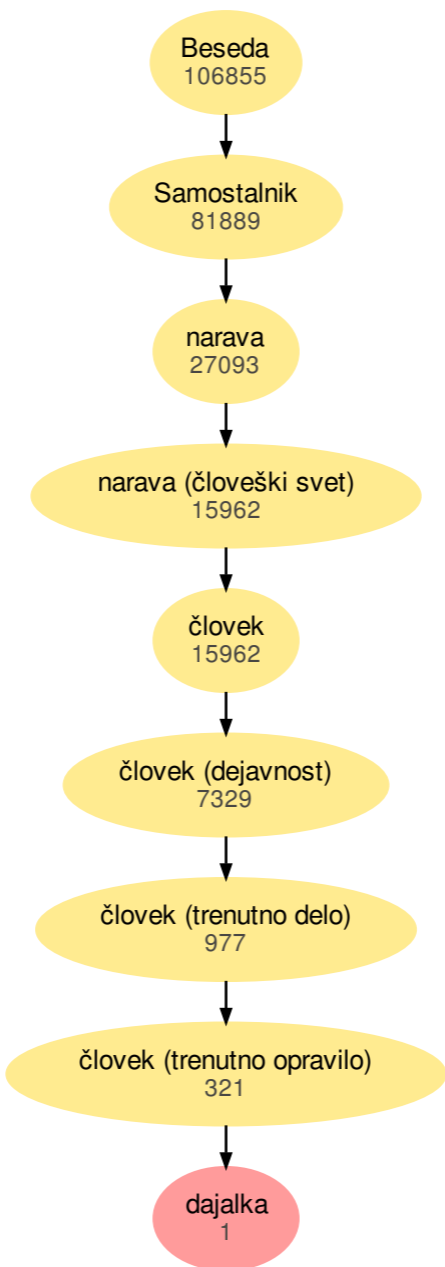 Beseda
106855
Samostalnik
81889
narava
27093
narava (človeški svet)
15962
človek
15962
človek (dejavnost)
7329
človek (trenutno delo)
977
človek (trenutno opravilo)
321
dajalka
1